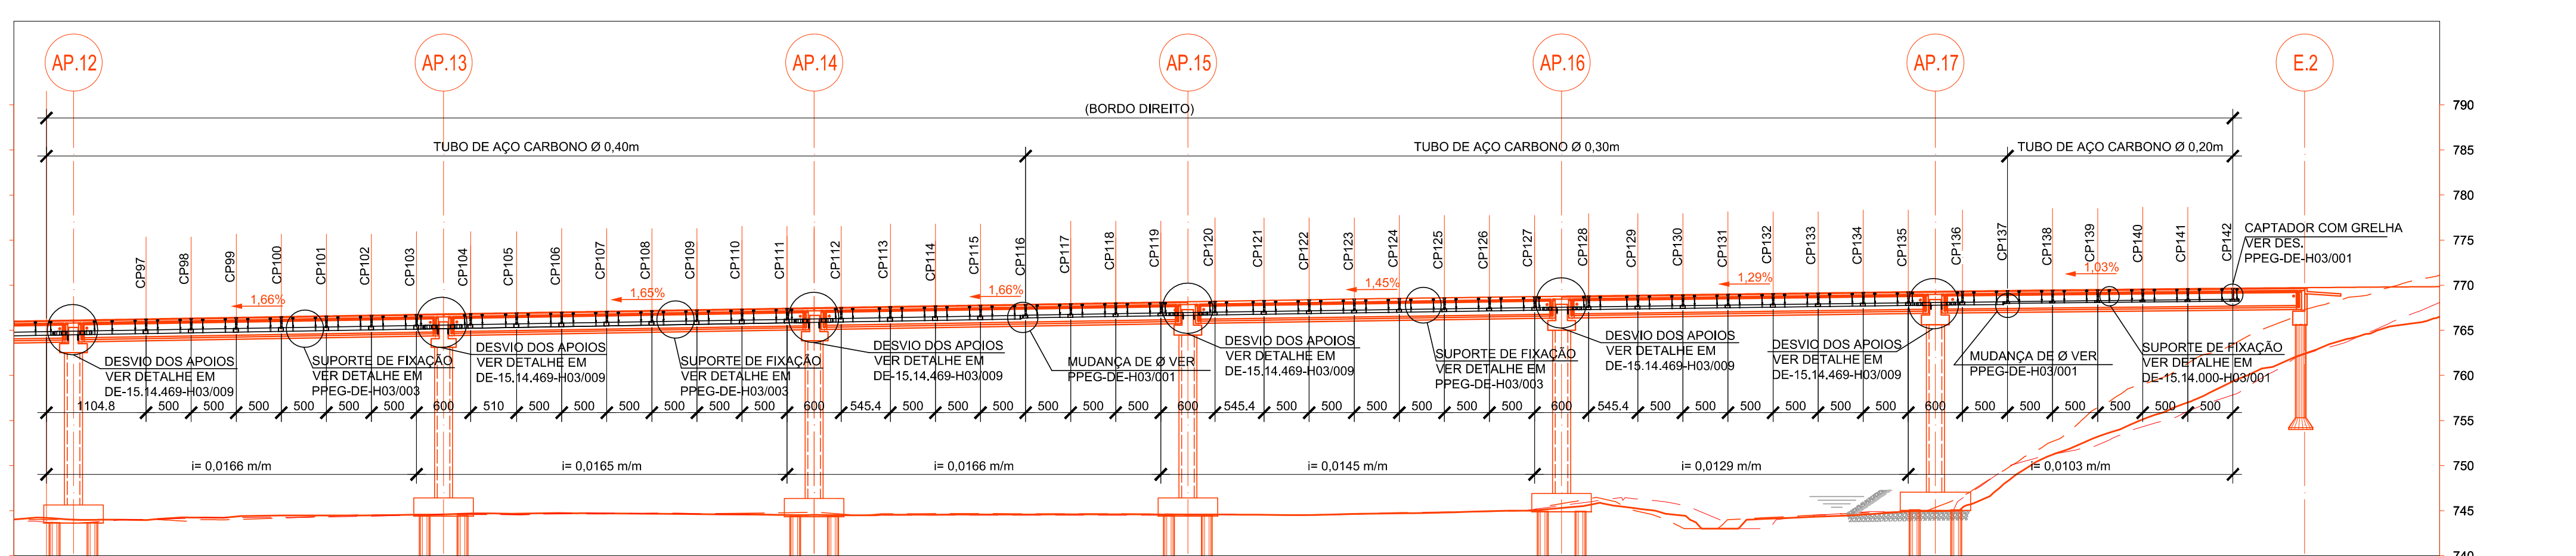 AP.12
AP.13
AP.14
AP.15
AP.16
AP.17
E.2
(BORDO DIREITO)
TUBO DE AÇO CARBONO Ø 0,40m
TUBO DE AÇO CARBONO Ø 0,30m
TUBO DE AÇO CARBONO Ø 0,20m
790
785
780
775
770
765
760
755
750
745
740
CP97
CP98
CP99
CP100
CP101
CP102
CP103
CP104
CP105
CP106
CP107
CP108
CP109
CP110
CP111
CP112
CP113
CP114
CP115
CP116
CP117
CP118
CP119
CP120
CP121
CP122
CP123
CP124
CP125
CP126
CP127
CP128
CP129
CP130
CP131
CP132
CP133
CP134
CP135
CP136
CP137
CP138
CP139
CP140
CP141
CP142
CAPTADOR COM GRELHA
VER DES.
PPEG-DE-H03/001
1,66%
1,65%
1,66%
1,45%
1,29%
1,03%
DESVIO DOS APOIOS
VER DETALHE EM
DE-15.14.469-H03/009
SUPORTE DE FIXAÇÃO
VER DETALHE EM
PPEG-DE-H03/003
DESVIO DOS APOIOS
VER DETALHE EM
DE-15.14.469-H03/009
SUPORTE DE FIXAÇÃO
VER DETALHE EM
PPEG-DE-H03/003
DESVIO DOS APOIOS
VER DETALHE EM
DE-15.14.469-H03/009
MUDANÇA DE Ø VER
PPEG-DE-H03/001
DESVIO DOS APOIOS
VER DETALHE EM
DE-15.14.469-H03/009
SUPORTE DE FIXAÇÃO
VER DETALHE EM
PPEG-DE-H03/003
DESVIO DOS APOIOS
VER DETALHE EM
DE-15.14.469-H03/009
DESVIO DOS APOIOS
VER DETALHE EM
DE-15.14.469-H03/009
MUDANÇA DE Ø VER
PPEG-DE-H03/001
SUPORTE DE FIXAÇÃO
VER DETALHE EM
DE-15.14.000-H03/001
1104.8 500 500 500 500 500 500 600 510 500 500 500 500 500 500 600 545.4 500 500 500 500 500 500 600 545.4 500 500 500 500 500 500 600 545.4 500 500 500 500 500 500 600 500 500 500 500 500 500
i= 0,0166 m/m
i= 0,0165 m/m
i= 0,0166 m/m
i= 0,0145 m/m
i= 0,0129 m/m
i= 0,0103 m/m